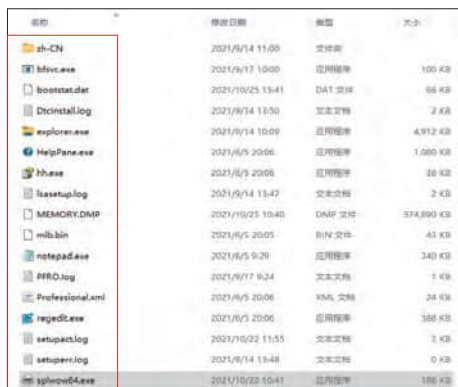 名称 修改日期 类型 大小
zh-CN 2021/9/14 11:00 文件夹
bfsvc.exe 2021/9/17 10:00 应用程序 100 KB
bootstat.dat 2021/10/25 13:41 DAT 文件 66 KB
DtcInstall.log 2021/9/14 13:50 文本文档 2 KB
explorer.exe 2021/9/14 10:09 应用程序 4,912 KB
HelpPane.exe 2021/6/5 20:06 应用程序 1,080 KB
hh.exe 2021/6/5 20:06 应用程序 36 KB
lsasetup.log 2021/9/14 13:47 文本文档 2 KB
MEMORY.DMP 2021/10/25 10:40 DMP 文件 374,890 KB
mib.bin 2021/6/5 20:05 BIN 文件 43 KB
notepad.exe 2021/6/5 9:29 应用程序 340 KB
PFRO.log 2021/9/17 9:24 文本文档 1 KB
Professional.xml 2021/6/5 20:06 XML 文档 24 KB
regedit.exe 2021/6/5 20:06 应用程序 368 KB
setupact.log 2021/10/22 11:55 文本文档 3 KB
setuperr.log 2021/9/14 13:48 文本文档 0 KB
splwow64.exe 2021/10/22 10:41 应用程序 188 KB